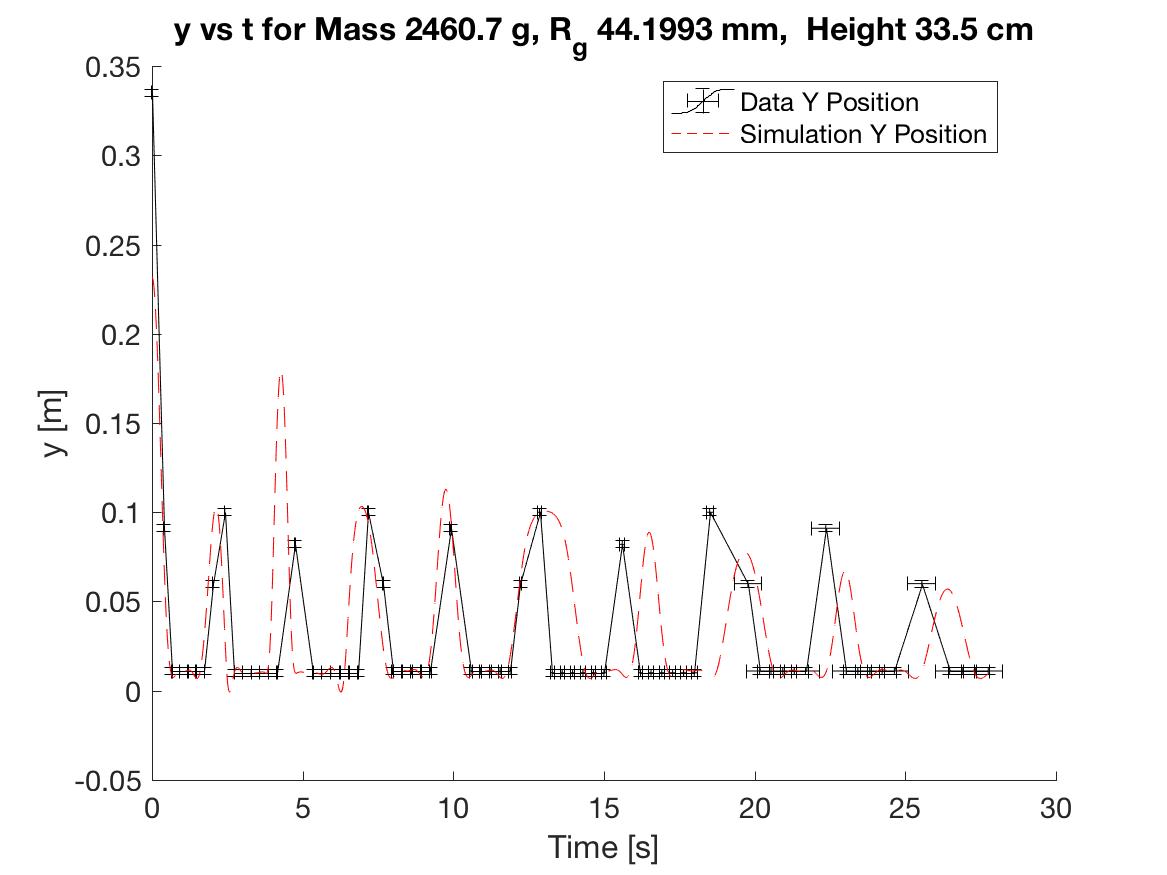 y vs t for Mass 2460.7 g, Rg 44.1993 mm, Height 33.5 cm
Data Y Position
Simulation Y Position
0.35
0.3
0.25
0.2
0.15
0.1
0.05
0
-0.05
y [m]
0 5 10 15 20 25 30
Time [s]